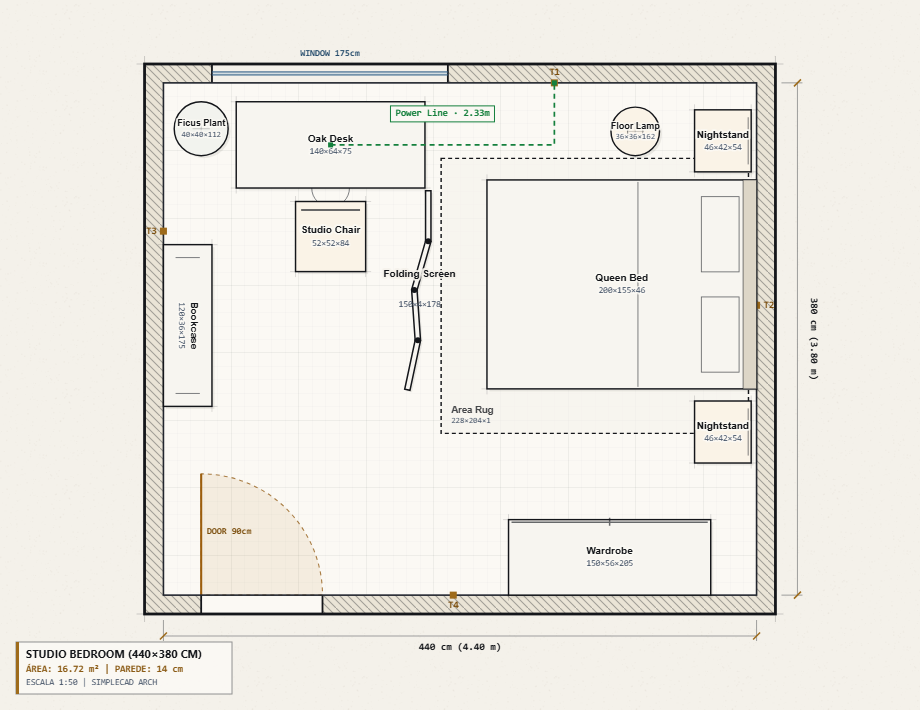 WINDOW 175cm
T1
Power Line · 2.33m
Ficus Plant
40×40×112
Oak Desk
140×64×75
Floor Lamp
36×36×162
Nightstand
46×42×54
T3
Studio Chair
52×52×84
Folding Screen
150×4×178
Queen Bed
200×155×46
T2
Bookcase
120×36×175
380 cm (3.80 m)
Area Rug
228×204×1
Nightstand
46×42×54
DOOR 90cm
Wardrobe
150×56×205
T4
440 cm (4.40 m)
STUDIO BEDROOM (440×380 CM)
ÁREA: 16.72 m² | PAREDE: 14 cm
ESCALA 1:50 | SIMPLECAD ARCH